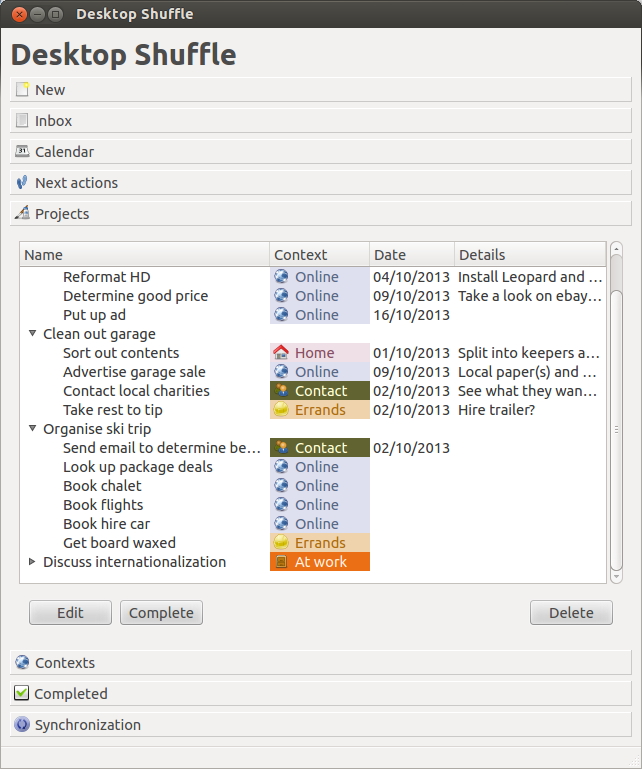 Desktop Shuffle
Desktop Shuffle
New
Inbox
31 Calendar
Next actions
Projects
Name Context Date Details
Reformat HD Online 04/10/2013 Install Leopard and ...
Determine good price Online 09/10/2013 Take a look on ebay...
Put up ad Online 16/10/2013
Clean out garage
Sort out contents Home 01/10/2013 Split into keepers a...
Advertise garage sale Online 09/10/2013 Local paper(s) and ...
Contact local charities Contact 02/10/2013 See what they wan...
Take rest to tip Errands 02/10/2013 Hire trailer?
Organise ski trip
Send email to determine be... Contact 02/10/2013
Look up package deals Online
Book chalet Online
Book flights Online
Book hire car Online
Get board waxed Errands
Discuss internationalization At work
Edit Complete Delete
Contexts
Completed
Synchronization